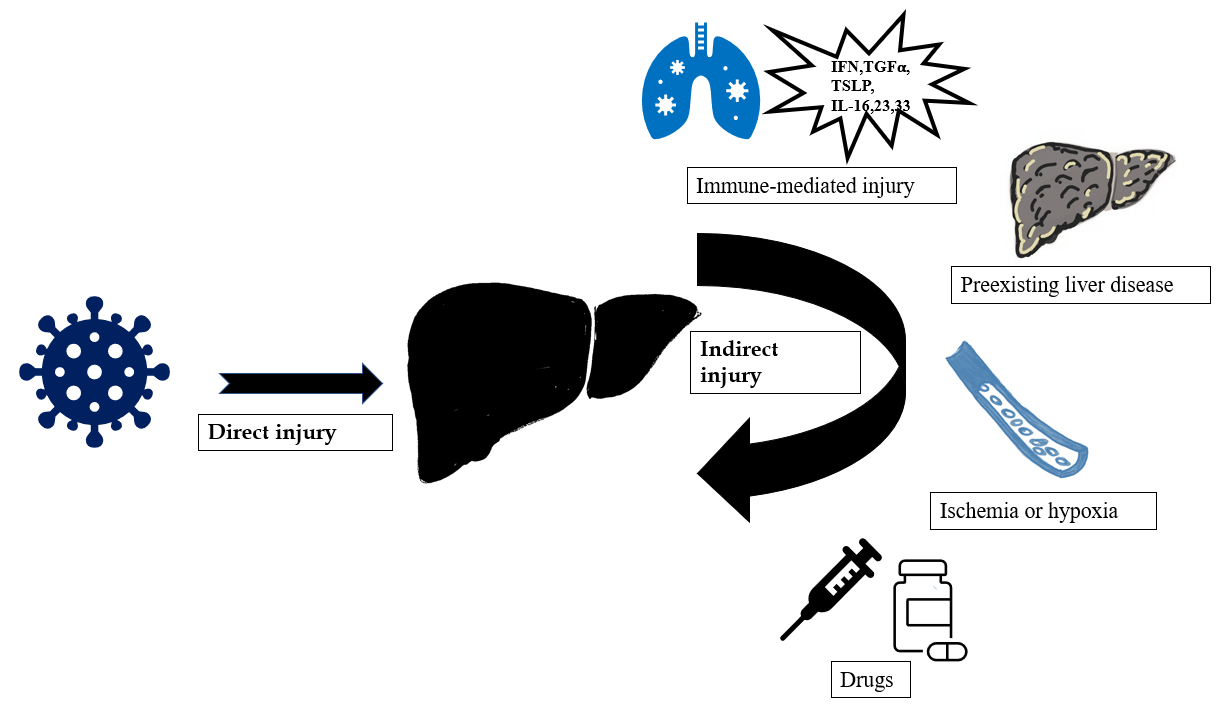 IFN,TGFα,
TSLP,
IL-16,23,33
Immune-mediated injury
Preexisting liver disease
Indirect
injury
Direct injury
Ischemia or hypoxia
Drugs